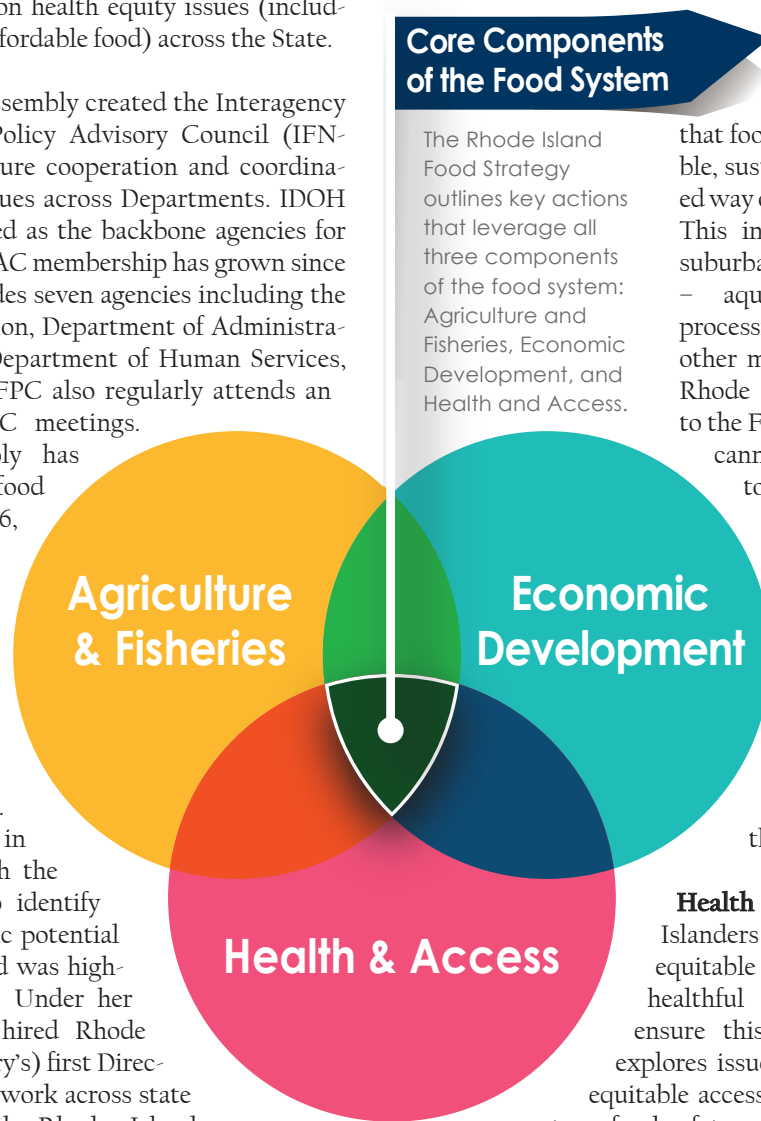 on health equity issues (includ-
fordable food) across the State.
ssembly created the Interagency
Policy Advisory Council (IFN-
ure cooperation and coordina-
ues across Departments. IDOH
ed as the backbone agencies for
AC membership has grown since
des seven agencies including the
on, Department of Administra-
Department of Human Services,
FPC also regularly attends an
C meetings.
ly has
food
6,
Core Components
of the Food System
The Rhode Island
Food Strategy
outlines key actions
that leverage all
three components
of the food system:
Agriculture and
Fisheries, Economic
Development, and
Health and Access.
that foo
ble, sus
ed way
This in
suburba
– aqu
process
other m
Rhode
to the F
cann
to
Agriculture
& Fisheries
Economic
Development
Health & Access
in
h the
identify
c potential
d was high-
Under her
hired Rhode
ry's) first Direc-
work across state
th
Health
Islanders
equitable
healthful
ensure this
explores issue
equitable access